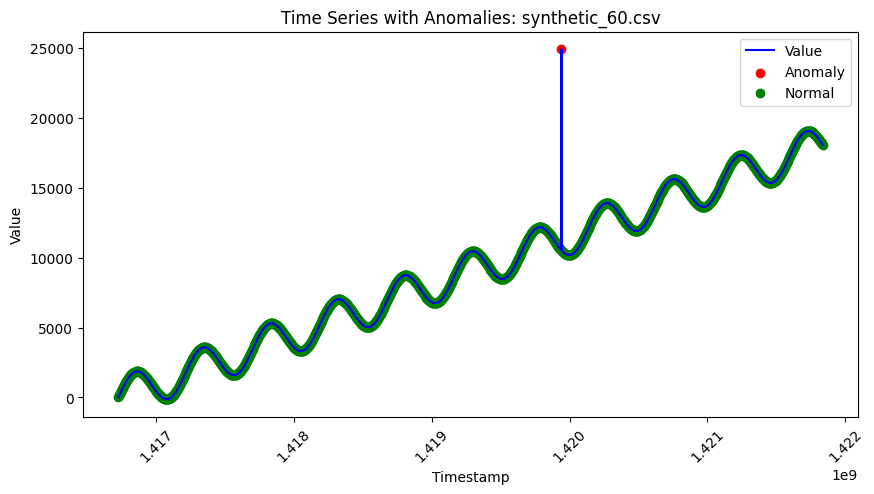 Time Series with Anomalies: synthetic_60.csv
Value
Anomaly
Normal
25000
20000
15000
10000
5000
0
Value
1.417
1.418
1.419
1.420
1.421
1.422
1e9
Timestamp